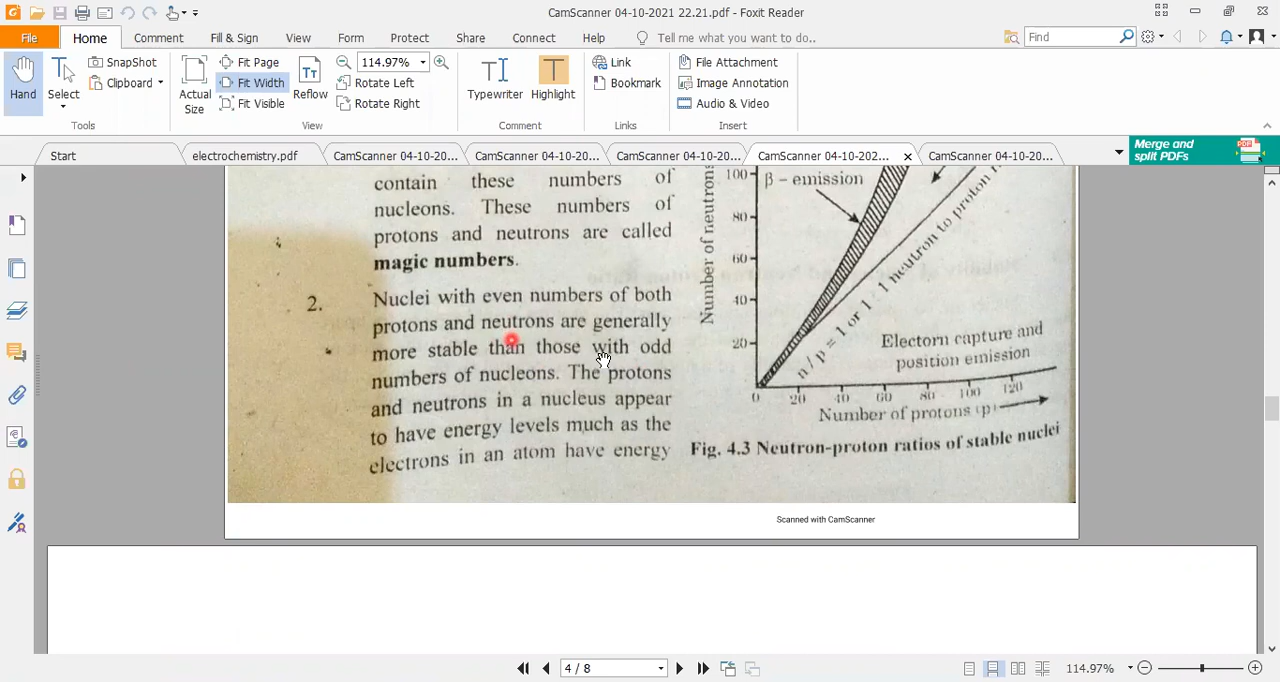 CamScanner 04-10-2021 22.21.pdf - Foxit Reader
File
Home
Comment
Fill & Sign
View
Form
Protect
Share
Connect
Help
Tell me what you want to do..
Find
Hand
Select
SnapShot
Clipboard
Actual
Size
Fit Page
Fit Width
Fit Visible
Reflow
114.97%
Rotate Left
Rotate Right
Typewriter
Highlight
Link
Bookmark
File Attachment
Image Annotation
Audio & Video
Tools
View
Comment
Links
Insert
Start
electrochemistry.pdf
CamScanner 04-10-20...
CamScanner 04-10-20...
CamScanner 04-10-20...
CamScanner 04-10-202...
CamScanner 04-10-20...
Merge and
split PDFs
contain these numbers of
nucleons. These numbers of
protons and neutrons are called
magic numbers.
2. Nuclei with even numbers of both
protons and neutrons are generally
more stable than those with odd
numbers of nucleons. The protons
and neutrons in a nucleus appear
to have energy levels much as the
electrons in an atom have energy
100
80
60
40
20
Number of neutrons
β – emission
n / p = 1 or 1 : 1 neutron to proton
Electorn capture and
position emission
0 20 40 60 80 100 120
Number of protons (p)
Fig. 4.3 Neutron-proton ratios of stable nuclei
Scanned with CamScanner
4 / 8
114.97%